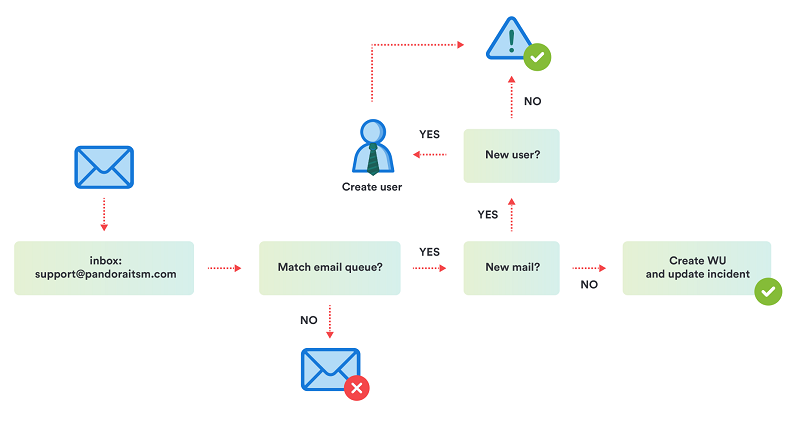 NO
YES
New user?
Create user
YES
inbox:
support@pandoraitsm.com
Match email queue?
YES
New mail?
NO
Create WU
and update incident
NO